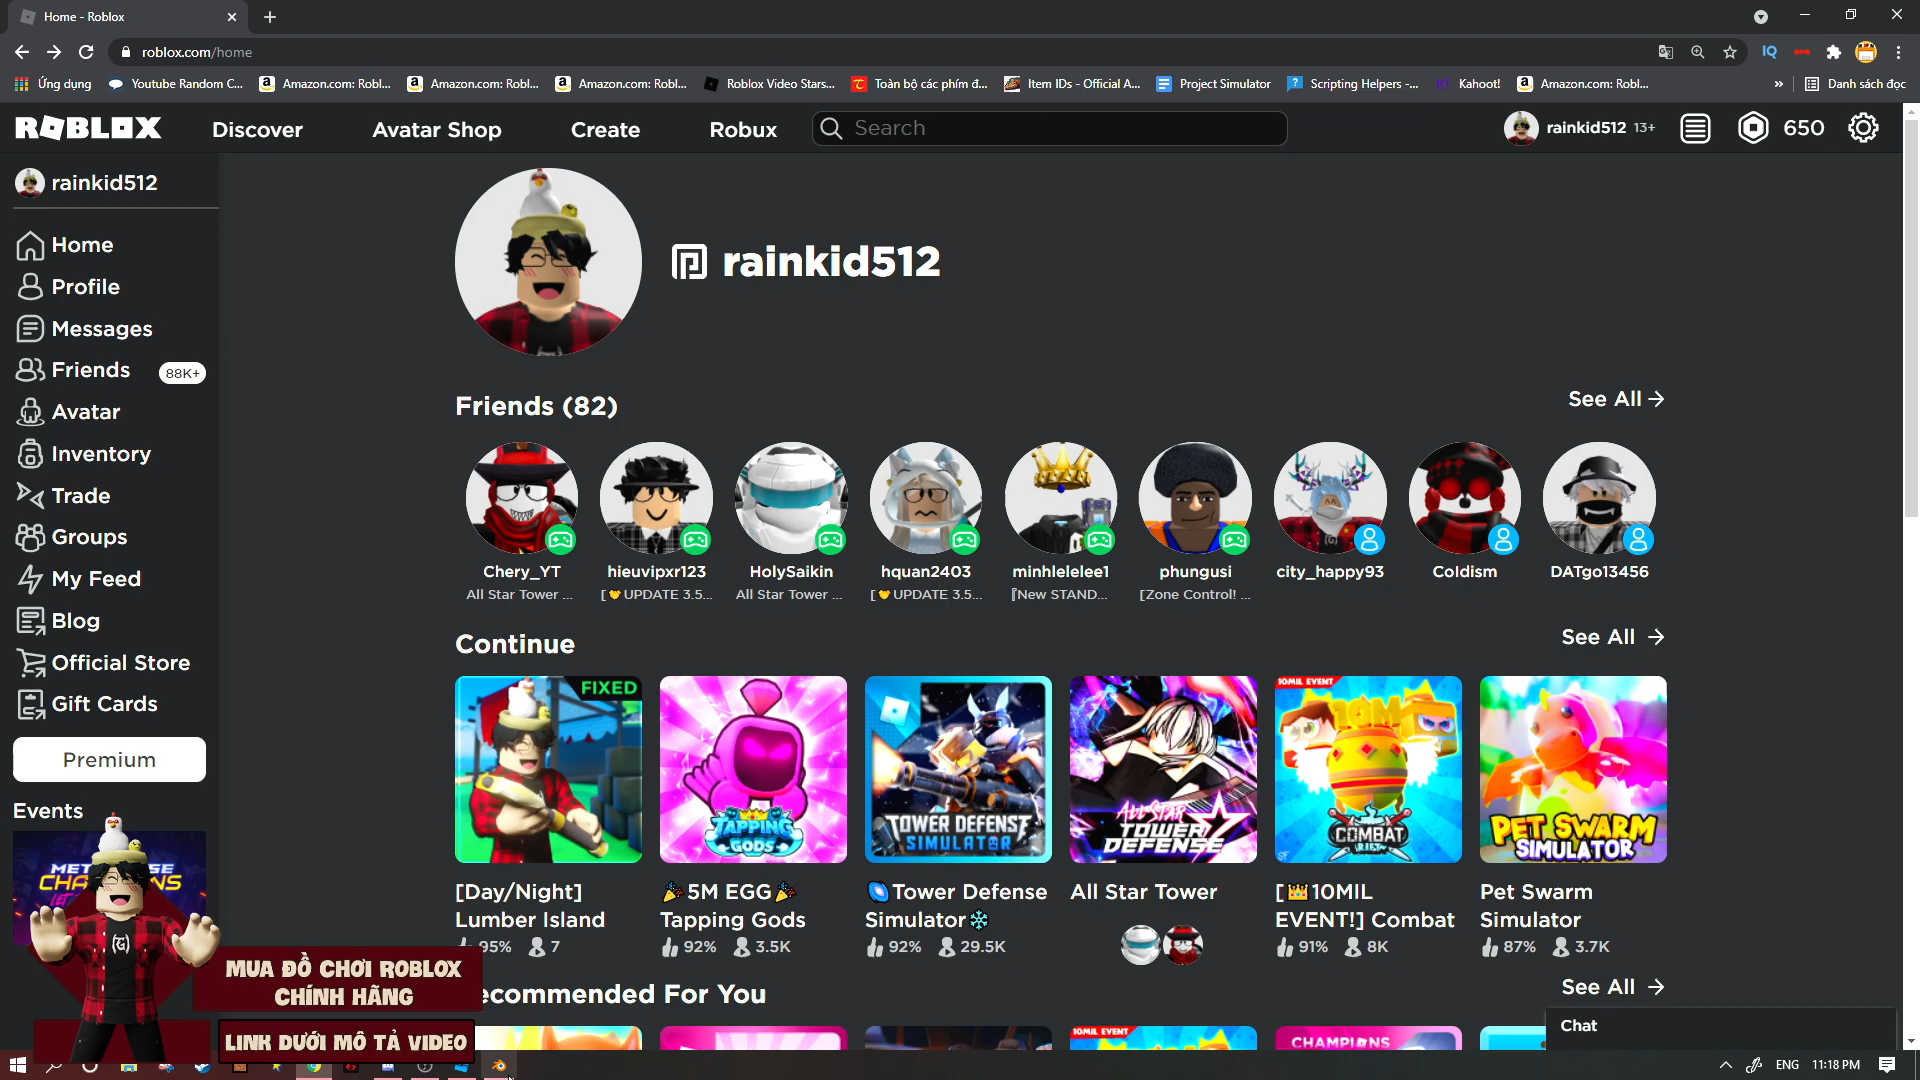 Home - Roblox
roblox.com/home
Ứng dụng
Youtube Random C...
Amazon.com: Robl...
Amazon.com: Robl...
Amazon.com: Robl...
Roblox Video Stars...
Toàn bộ các phím đ...
Item IDs - Official A...
Project Simulator
Scripting Helpers -...
Kahoot!
Amazon.com: Robl...
»
Danh sách đọc
ROBLOX
Discover
Avatar Shop
Create
Robux
Search
rainkid512 13+
650
rainkid512
Home
Profile
Messages
Friends 88K+
Avatar
Inventory
Trade
Groups
My Feed
Blog
Official Store
Gift Cards
Premium
Events
rainkid512
Friends (82)
See All →
Chery_YT
hieuvipxr123
HolySaikin
hquan2403
minhlelelee1
phungusi
city_happy93
Coldism
DATgo13456
All Star Tower ...
[💛UPDATE 3.5...
All Star Tower ...
[💛UPDATE 3.5...
『New STAND...
[Zone Control! ...
Continue
See All →
FIXED
TAPPING
GODS
TOWER DEFENSE
SIMULATOR
ALL STAR
TOWER
DEFENSE
10MIL EVENT
10M
COMBAT
PET SWARM
SIMULATOR
[Day/Night]
Lumber Island
95% 7
🎉5M EGG🎉
Tapping Gods
92% 3.5K
Tower Defense
Simulator❄
92% 29.5K
All Star Tower
[👑10MIL
EVENT!] Combat
91% 8K
Pet Swarm
Simulator
87% 3.7K
MUA ĐỒ CHƠI ROBLOX
CHÍNH HÃNG
LINK DƯỚI MÔ TẢ VIDEO
ecommended For You
See All →
10MIL EVENT
CHAMPIONS
Chat
ENG
11:18 PM